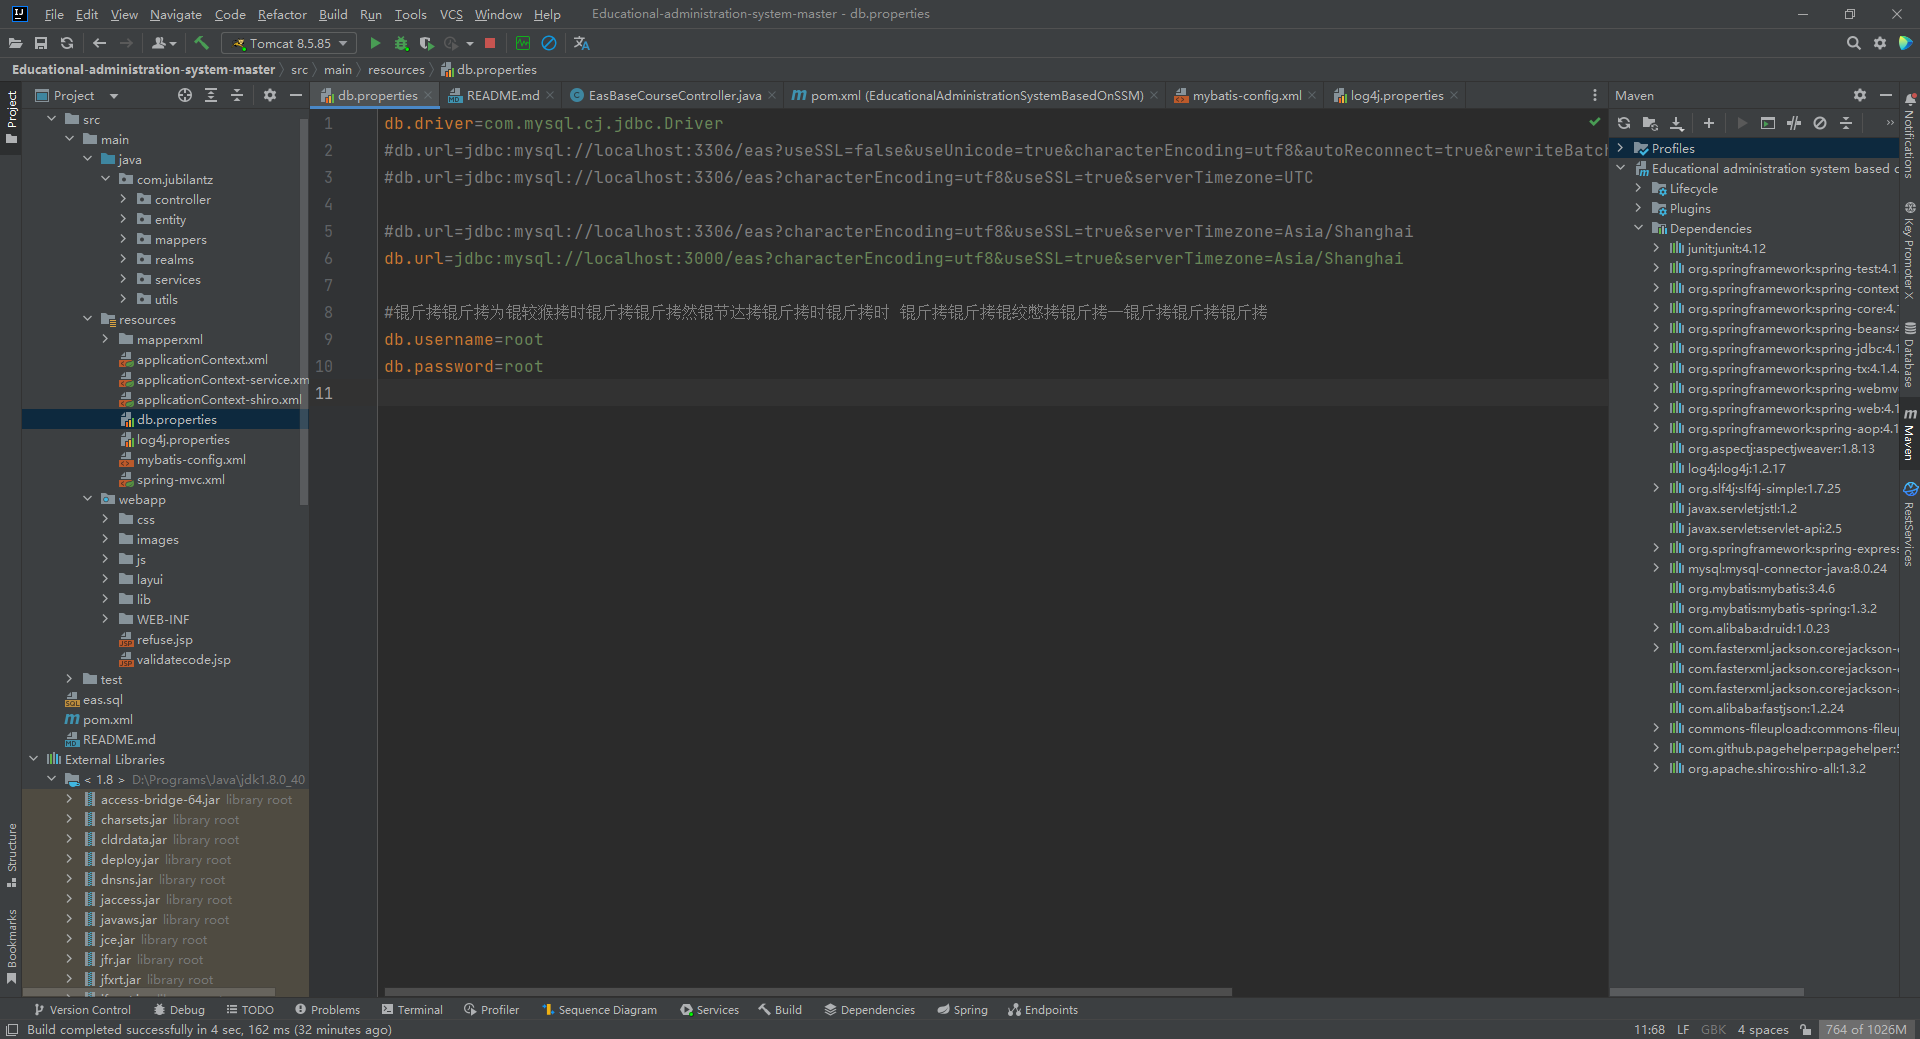 File Edit View Navigate Code Refactor Build Run Tools VCS Window Help Educational-administration-system-master - db.properties
Tomcat 8.5.85
Educational-administration-system-master src main resources db.properties
Project
db.properties README.md EasBaseCourseController.java pom.xml (EducationalAdministrationSystemBasedOnSSM) mybatis-config.xml log4j.properties
Maven
Project
src
main
java
com.jubilantz
controller
entity
mappers
realms
services
utils
resources
mapperxml
applicationContext.xml
applicationContext-service.xm
applicationContext-shiro.xml
db.properties
log4j.properties
mybatis-config.xml
spring-mvc.xml
webapp
css
images
js
layui
lib
WEB-INF
refuse.jsp
validatecode.jsp
test
eas.sql
pom.xml
README.md
External Libraries
< 1.8 > D:\Programs\Java\jdk1.8.0_40
access-bridge-64.jar library root
charsets.jar library root
cldrdata.jar library root
deploy.jar library root
dnsns.jar library root
jaccess.jar library root
javaws.jar library root
jce.jar library root
jfr.jar library root
jfxrt.jar library root
Structure
Bookmarks
1 db.driver=com.mysql.cj.jdbc.Driver
2 #db.url=jdbc:mysql://localhost:3306/eas?useSSL=false&useUnicode=true&characterEncoding=utf8&autoReconnect=true&rewriteBatch
3 #db.url=jdbc:mysql://localhost:3306/eas?characterEncoding=utf8&useSSL=true&serverTimezone=UTC
4
5 #db.url=jdbc:mysql://localhost:3306/eas?characterEncoding=utf8&useSSL=true&serverTimezone=Asia/Shanghai
6 db.url=jdbc:mysql://localhost:3000/eas?characterEncoding=utf8&useSSL=true&serverTimezone=Asia/Shanghai
7
8 #锟斤拷锟斤拷为锟较猴拷时锟斤拷锟斤拷然锟节达拷锟斤拷时锟斤拷时 锟斤拷锟斤拷锟绞憋拷锟斤拷一锟斤拷锟斤拷锟斤拷
9 db.username=root
10 db.password=root
11
Profiles
Educational administration system based o
Lifecycle
Plugins
Dependencies
junit:junit:4.12
org.springframework:spring-test:4.1
org.springframework:spring-context
org.springframework:spring-core:4.1
org.springframework:spring-beans:4
org.springframework:spring-jdbc:4.1
org.springframework:spring-tx:4.1.4.
org.springframework:spring-webmv
org.springframework:spring-web:4.1
org.springframework:spring-aop:4.1
org.aspectj:aspectjweaver:1.8.13
log4j:log4j:1.2.17
org.slf4j:slf4j-simple:1.7.25
javax.servlet:jstl:1.2
javax.servlet:servlet-api:2.5
org.springframework:spring-express
mysql:mysql-connector-java:8.0.24
org.mybatis:mybatis:3.4.6
org.mybatis:mybatis-spring:1.3.2
com.alibaba:druid:1.0.23
com.fasterxml.jackson.core:jackson-
com.fasterxml.jackson.core:jackson-
com.fasterxml.jackson.core:jackson-
com.alibaba:fastjson:1.2.24
commons-fileupload:commons-fileup
com.github.pagehelper:pagehelper:5
org.apache.shiro:shiro-all:1.3.2
Notifications
Key Promoter X
Database
Maven
RestServices
Version Control Debug TODO Problems Terminal Profiler Sequence Diagram Services Build Dependencies Spring Endpoints
Build completed successfully in 4 sec, 162 ms (32 minutes ago) 11:68 LF GBK 4 spaces 764 of 1026M